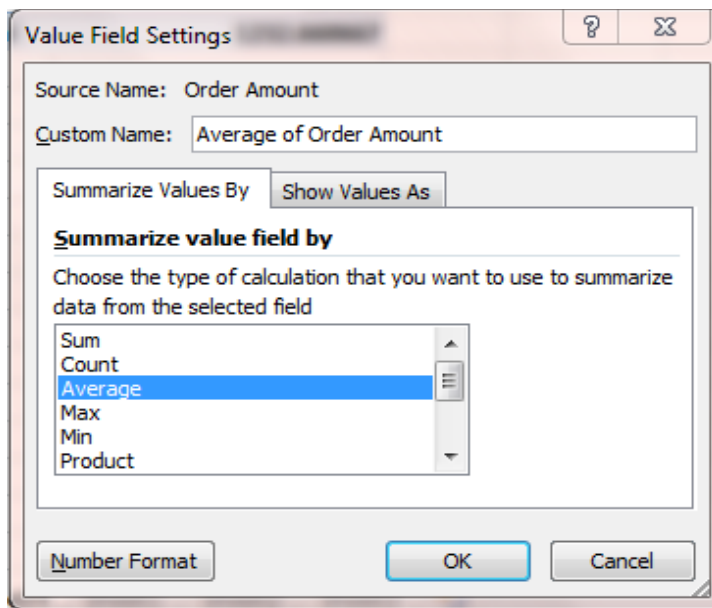 Value Field Settings
Source Name: Order Amount
Custom Name: Average of Order Amount
Summarize Values By Show Values As
Summarize value field by
Choose the type of calculation that you want to use to summarize
data from the selected field
Sum
Count
Average
Max
Min
Product
Number Format OK Cancel